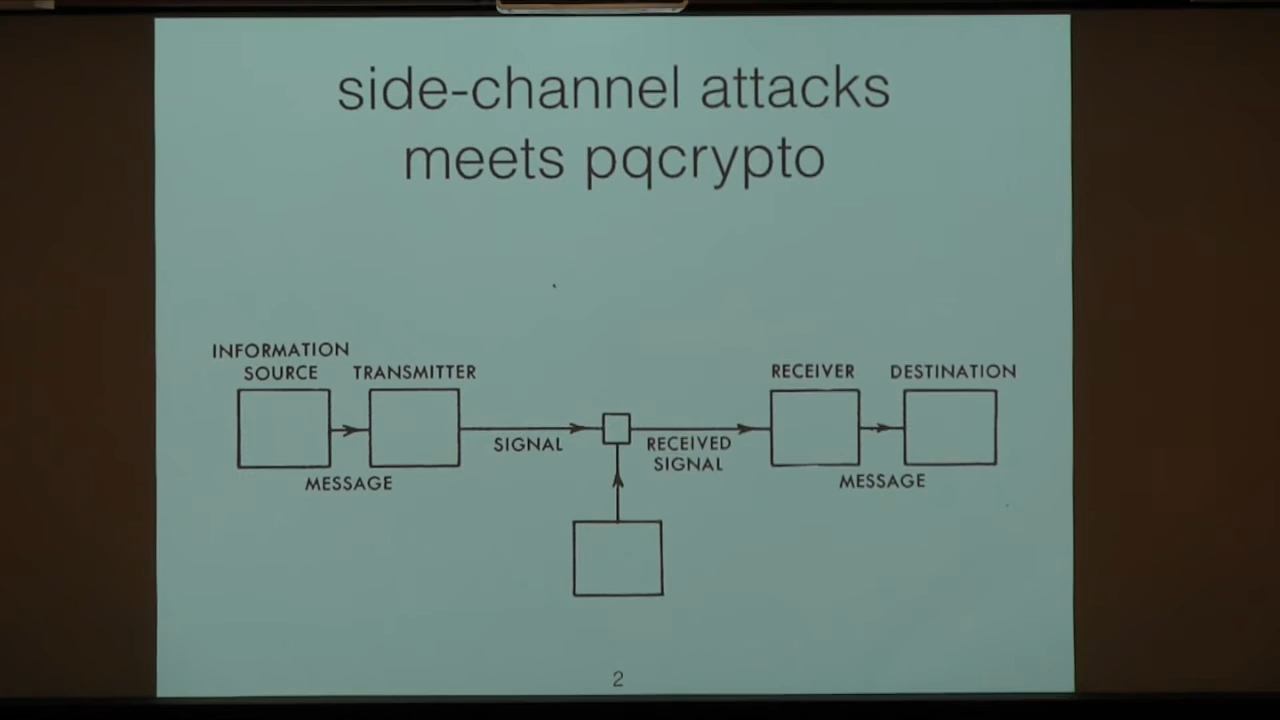 side-channel attacks
meets pqcrypto
INFORMATION
SOURCE
TRANSMITTER
RECEIVER
DESTINATION
SIGNAL
RECEIVED
SIGNAL
MESSAGE
MESSAGE
2